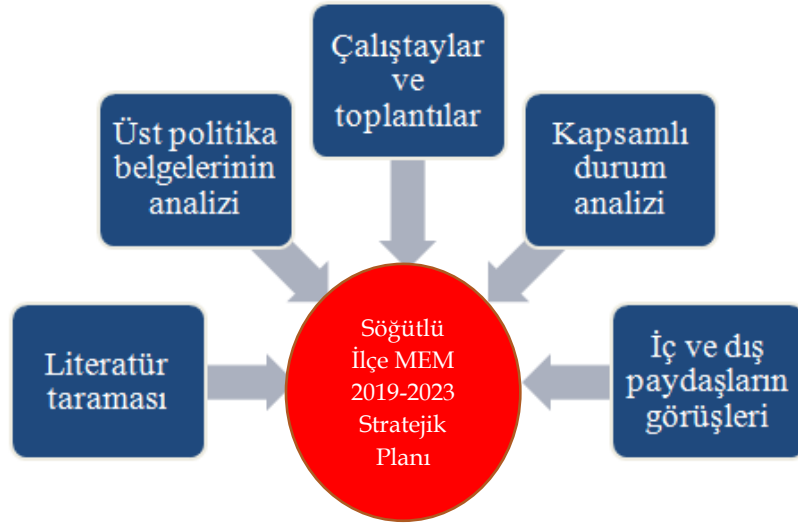 Çalıştaylar
ve
toplantılar
Üst politika
belgelerinin
analizi
Kapsamlı
durum
analizi
Literatür
taraması
Söğütlü
İlçe MEM
2019-2023
Stratejik
Planı
İç ve dış
paydaşların
görüşleri